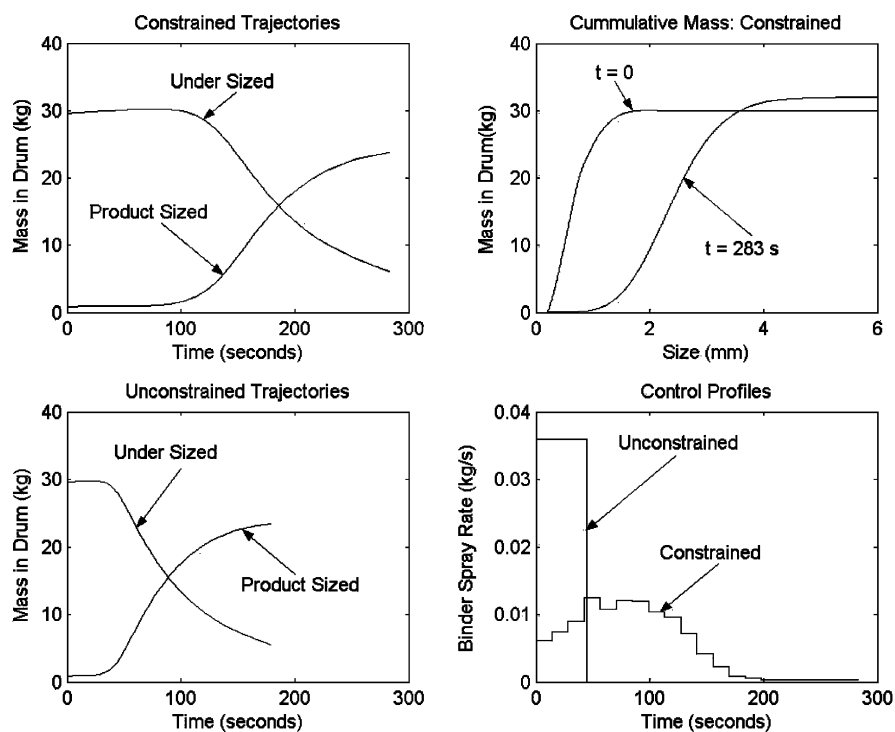 Constrained Trajectories
40
30
20
10
0
Mass in Drum (kg)
Under Sized
Product Sized
0
100
200
300
Time (seconds)
Cummulative Mass: Constrained
40
30
20
10
0
Mass in Drum(kg)
t = 0
t = 283 s
0
2
4
6
Size (mm)
Unconstrained Trajectories
40
30
20
10
0
Mass in Drum (kg)
Under Sized
Product Sized
0
100
200
300
Time (seconds)
Control Profiles
0.04
0.03
0.02
0.01
0
Binder Spray Rate (kg/s)
Unconstrained
Constrained
0
100
200
300
Time (seconds)